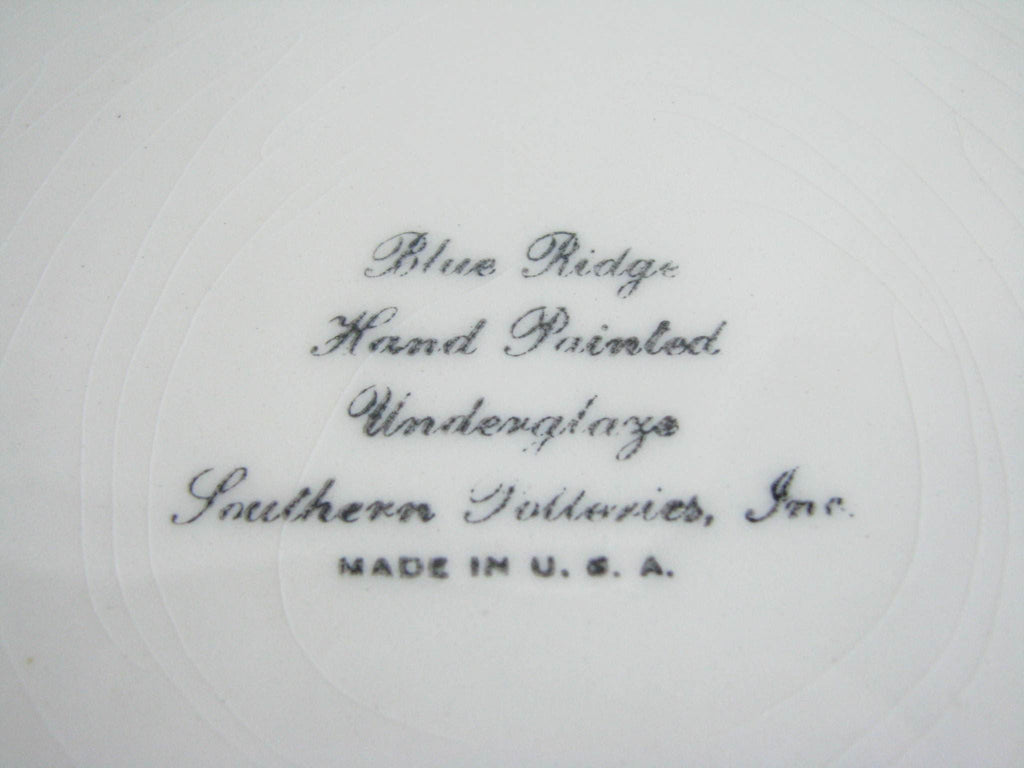 Blue Ridge
Hand Painted
Underglaze
Southern Potteries, Inc.
MADE IN U. S. A.